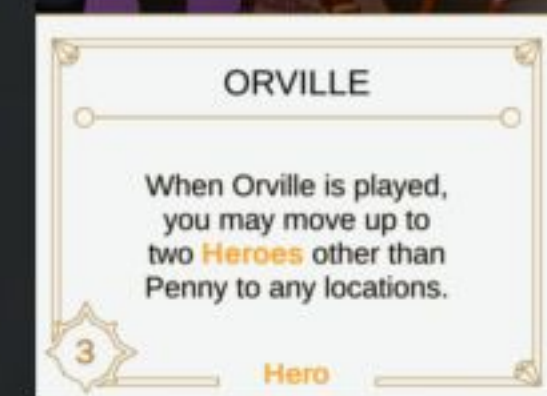 ORVILLE
When Orville is played,
you may move up to
two Heroes other than
Penny to any locations.
3
Hero